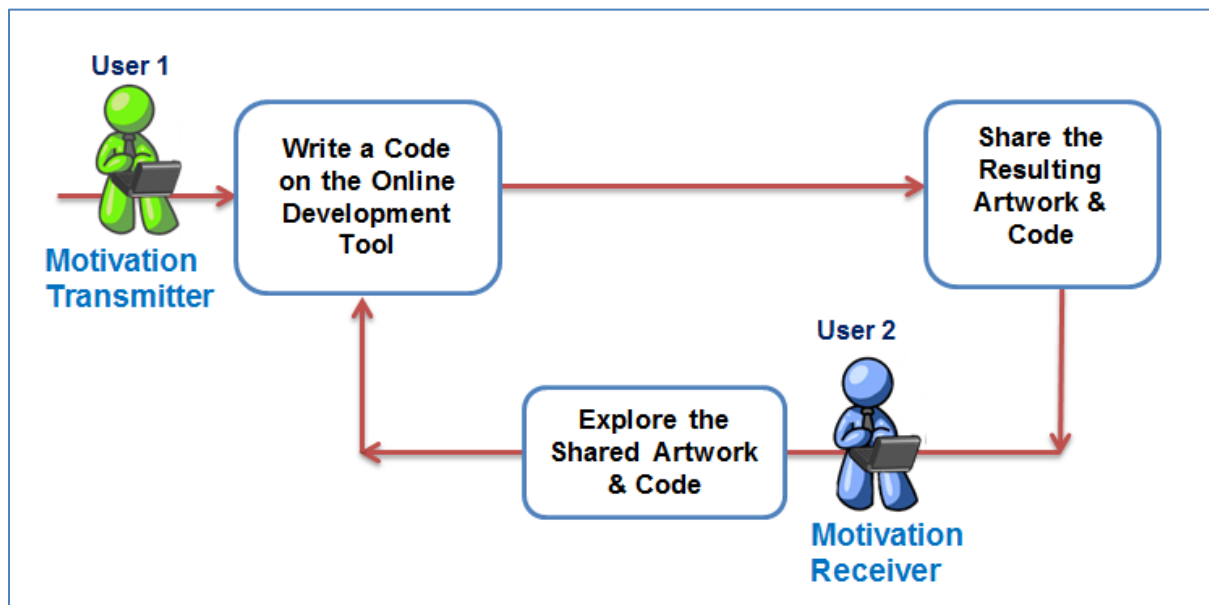 User 1
Write a Code
on the Online
Development
Tool
Share the
Resulting
Artwork &
Code
Motivation
Transmitter
User 2
Explore the
Shared Artwork
& Code
Motivation
Receiver